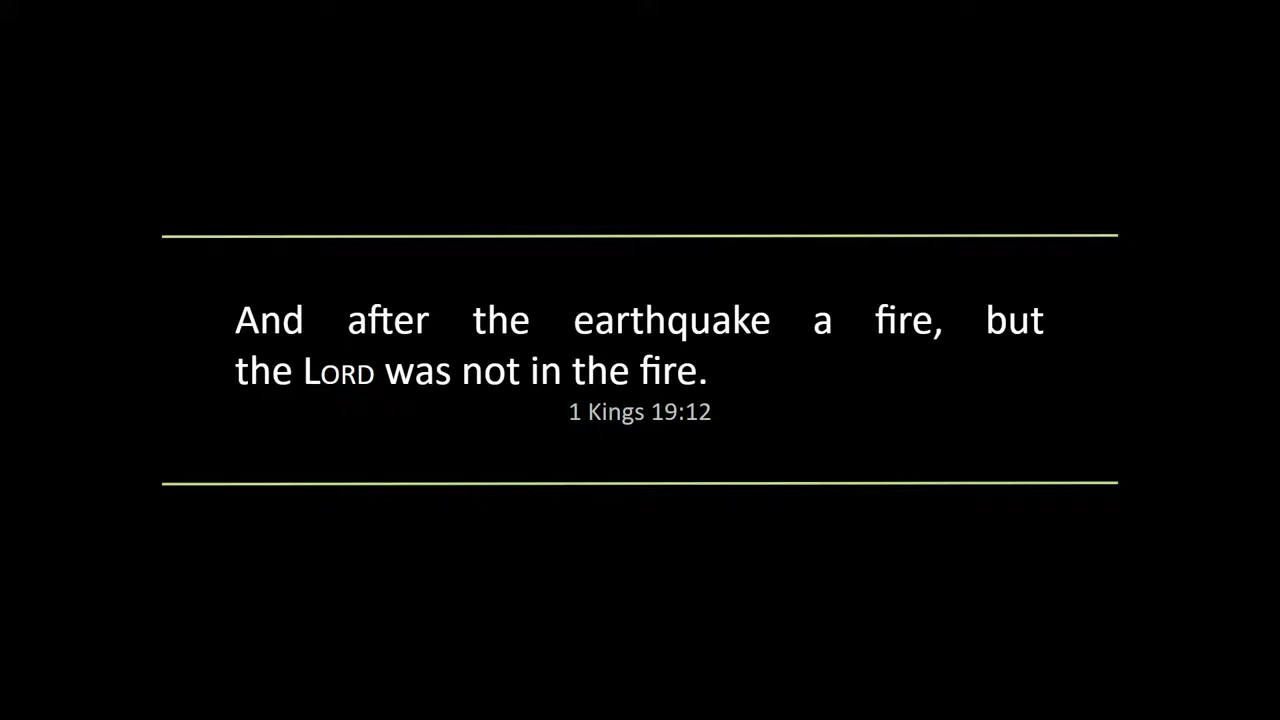 And after the earthquake a fire, but
the LORD was not in the fire.
1 Kings 19:12